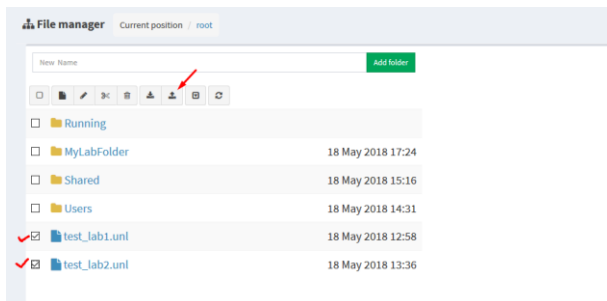 File manager Current position / root
New Name Add folder
Running
MyLabFolder 18 May 2018 17:24
Shared 18 May 2018 15:16
Users 18 May 2018 14:31
test_lab1.unl 18 May 2018 12:58
test_lab2.unl 18 May 2018 13:36